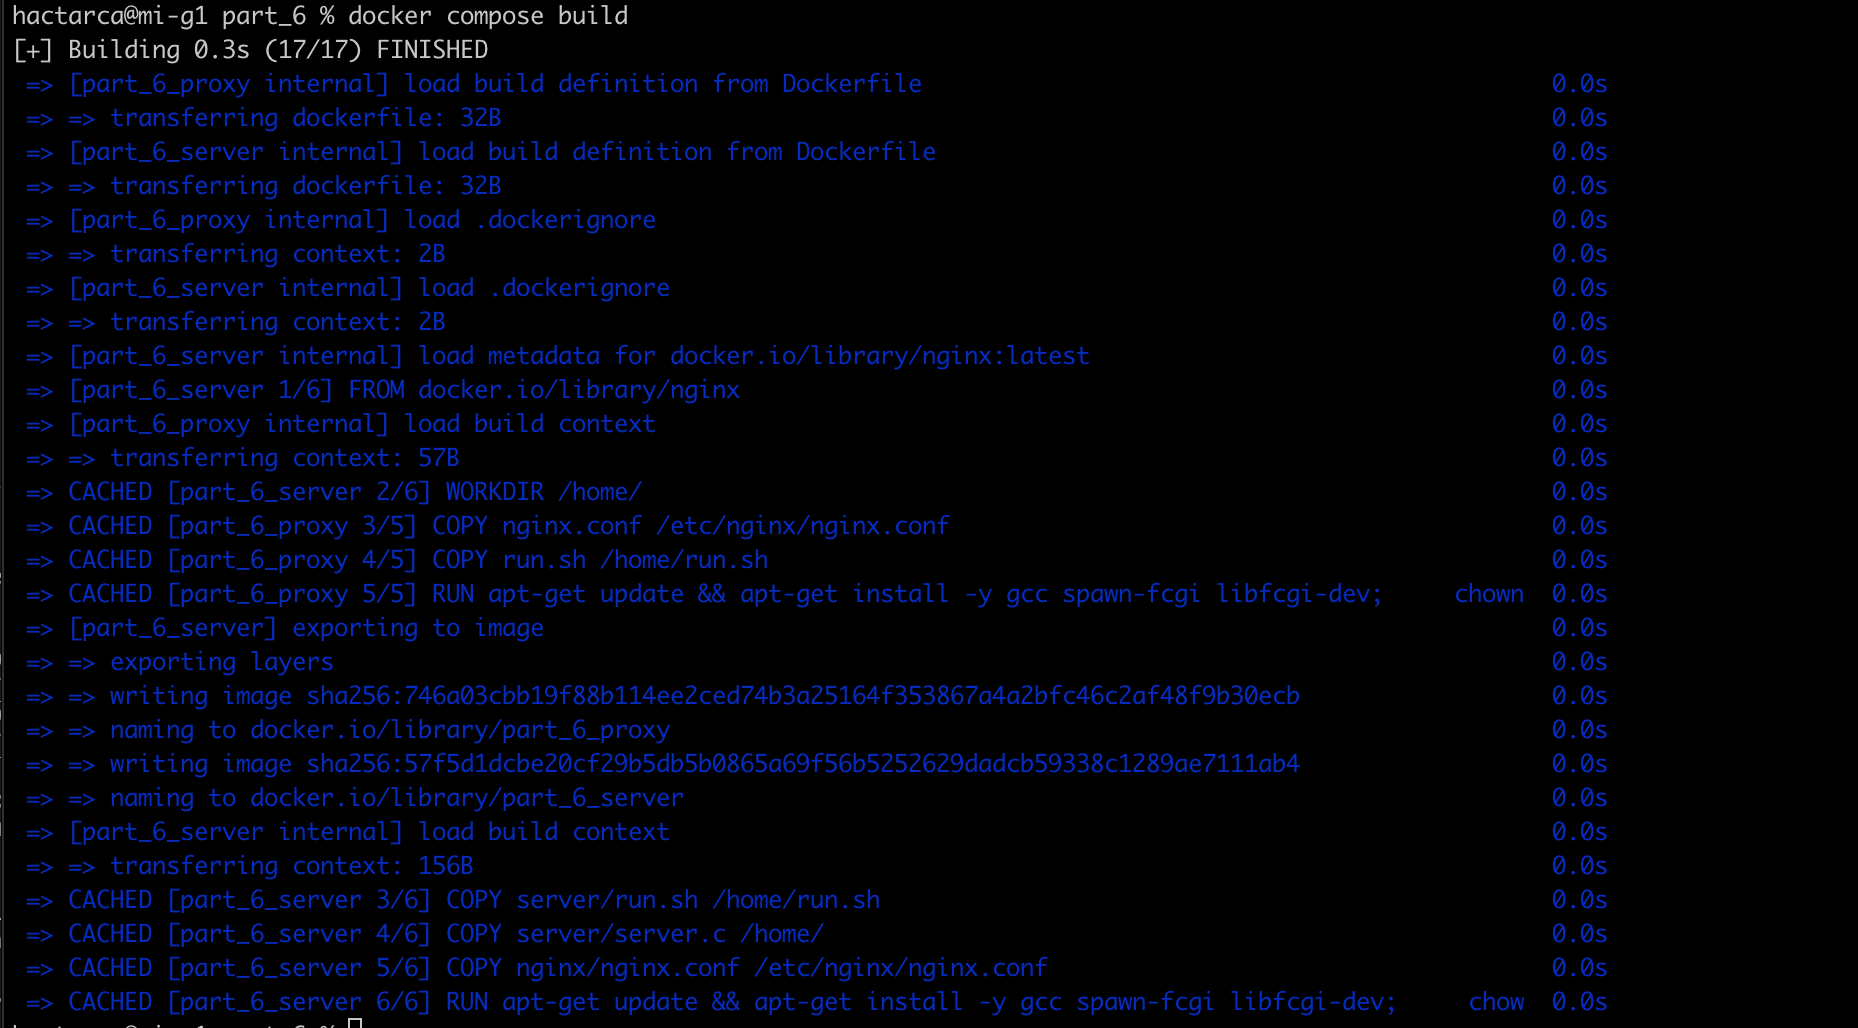 hactarca@mi-g1 part_6 % docker compose build
[+] Building 0.3s (17/17) FINISHED
=> [part_6_proxy internal] load build definition from Dockerfile 0.0s
=> => transferring dockerfile: 32B 0.0s
=> [part_6_server internal] load build definition from Dockerfile 0.0s
=> => transferring dockerfile: 32B 0.0s
=> [part_6_proxy internal] load .dockerignore 0.0s
=> => transferring context: 2B 0.0s
=> [part_6_server internal] load .dockerignore 0.0s
=> => transferring context: 2B 0.0s
=> [part_6_server internal] load metadata for docker.io/library/nginx:latest 0.0s
=> [part_6_server 1/6] FROM docker.io/library/nginx 0.0s
=> [part_6_proxy internal] load build context 0.0s
=> => transferring context: 57B 0.0s
=> CACHED [part_6_server 2/6] WORKDIR /home/ 0.0s
=> CACHED [part_6_proxy 3/5] COPY nginx.conf /etc/nginx/nginx.conf 0.0s
=> CACHED [part_6_proxy 4/5] COPY run.sh /home/run.sh 0.0s
=> CACHED [part_6_proxy 5/5] RUN apt-get update && apt-get install -y gcc spawn-fcgi libfcgi-dev; chown 0.0s
=> [part_6_server] exporting to image 0.0s
=> => exporting layers 0.0s
=> => writing image sha256:746a03cbb19f88b114ee2ced74b3a25164f353867a4a2bfc46c2af48f9b30ecb 0.0s
=> => naming to docker.io/library/part_6_proxy 0.0s
=> => writing image sha256:57f5d1dcbe20cf29b5db5b0865a69f56b5252629dadcb59338c1289ae7111ab4 0.0s
=> => naming to docker.io/library/part_6_server 0.0s
=> [part_6_server internal] load build context 0.0s
=> => transferring context: 156B 0.0s
=> CACHED [part_6_server 3/6] COPY server/run.sh /home/run.sh 0.0s
=> CACHED [part_6_server 4/6] COPY server/server.c /home/ 0.0s
=> CACHED [part_6_server 5/6] COPY nginx/nginx.conf /etc/nginx/nginx.conf 0.0s
=> CACHED [part_6_server 6/6] RUN apt-get update && apt-get install -y gcc spawn-fcgi libfcgi-dev; chow 0.0s